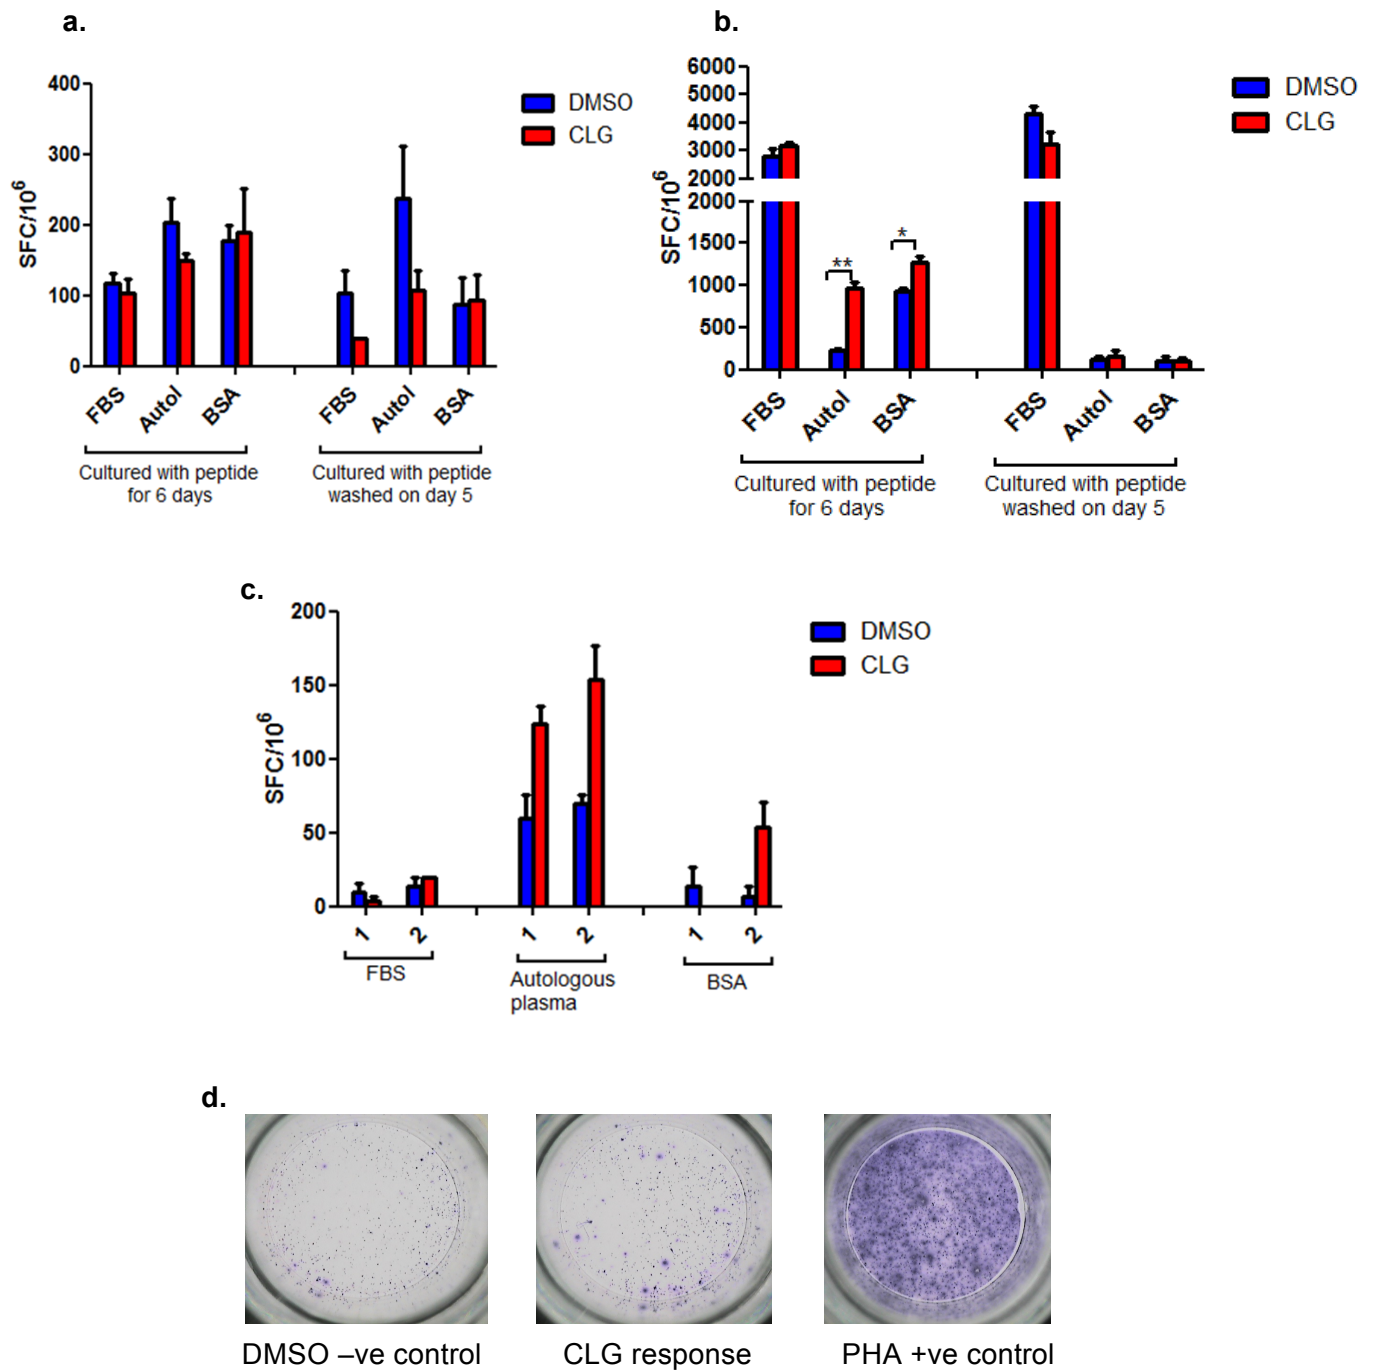 a.
400
300
200
100
0
SFC/10⁶
DMSO
CLG
FBS
Autol
BSA
FBS
Autol
BSA
Cultured with peptide
for 6 days
Cultured with peptide
washed on day 5
b.
6000
5000
4000
3000
2000
2000
1500
1000
500
0
SFC/10⁶
**
*
DMSO
CLG
FBS
Autol
BSA
FBS
Autol
BSA
Cultured with peptide
for 6 days
Cultured with peptide
washed on day 5
c.
200
150
100
50
0
SFC/10⁶
DMSO
CLG
1
2
1
2
1
2
FBS
Autologous
plasma
BSA
d.
DMSO –ve control
CLG response
PHA +ve control